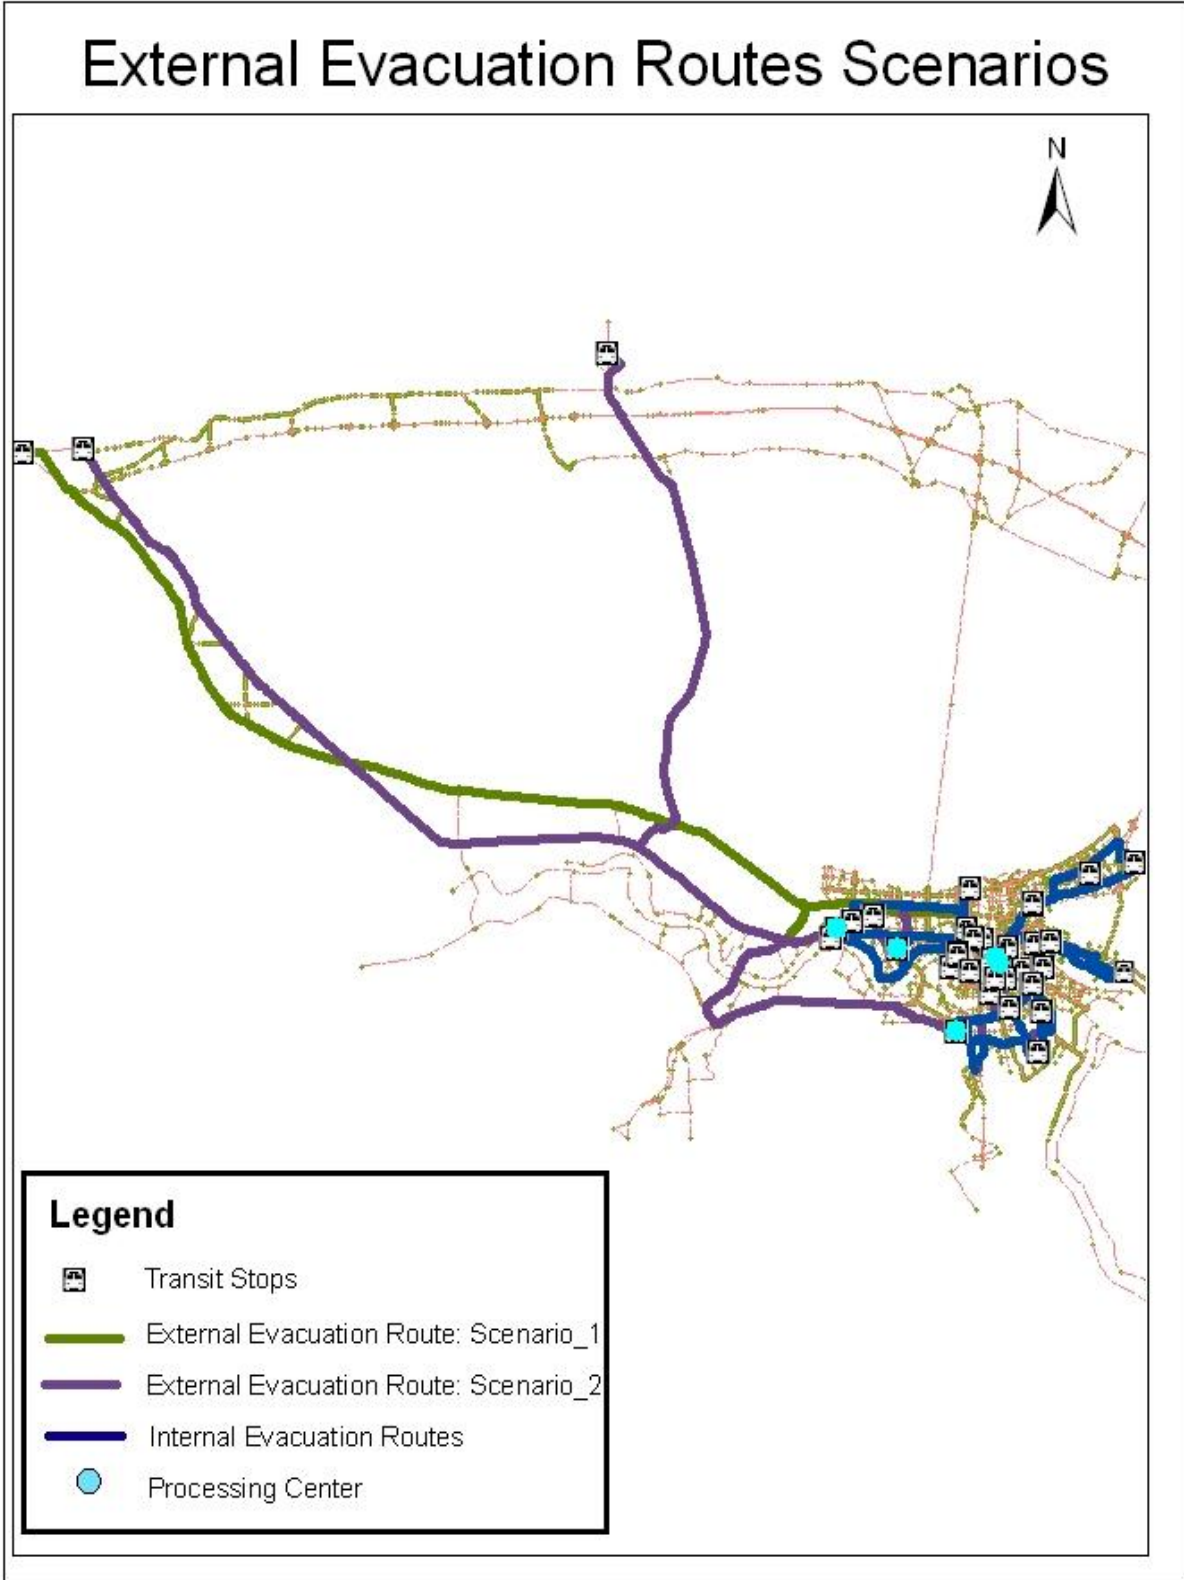 External Evacuation Routes Scenarios
N
Legend
Transit Stops
External Evacuation Route: Scenario_1
External Evacuation Route: Scenario_2
Internal Evacuation Routes
Processing Center